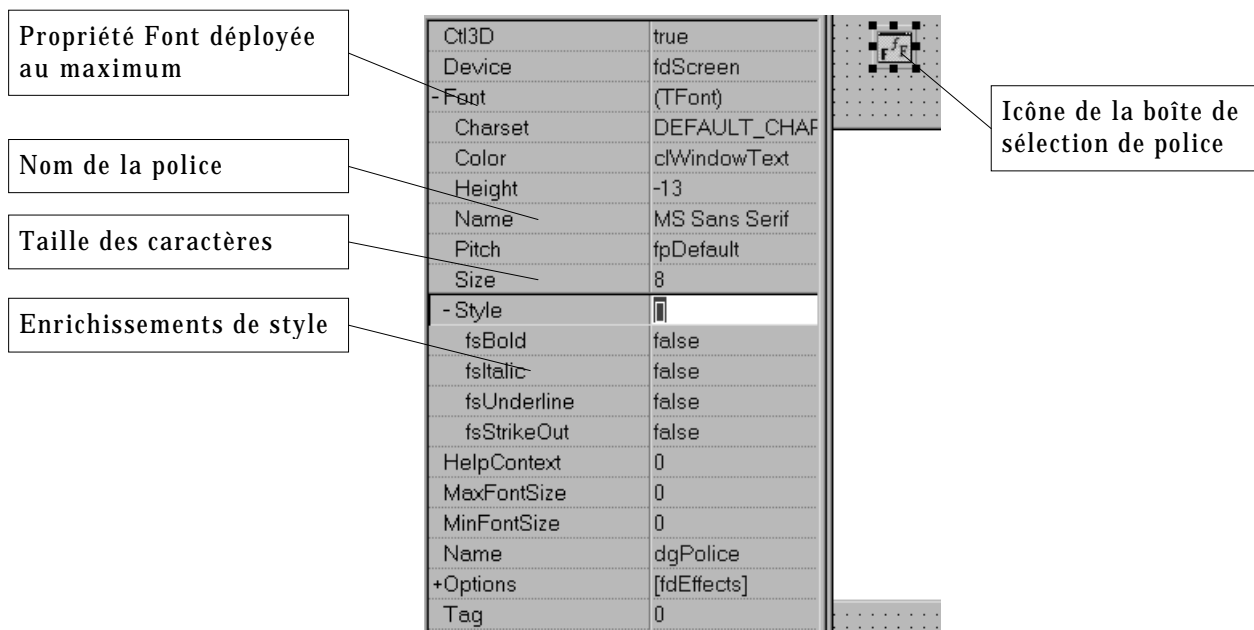 Propriété Font déployée
au maximum
Nom de la police
Taille des caractères
Enrichissements de style
Ctl3D true
Device fdScreen
-Font (TFont)
Charset DEFAULT_CHAR
Color clWindowText
Height -13
Name MS Sans Serif
Pitch fpDefault
Size 8
-Style []
fsBold false
fsItalic false
fsUnderline false
fsStrikeOut false
HelpContext 0
MaxFontSize 0
MinFontSize 0
Name dgPolice
+Options [fdEffects]
Tag 0
Icône de la boîte de
sélection de police